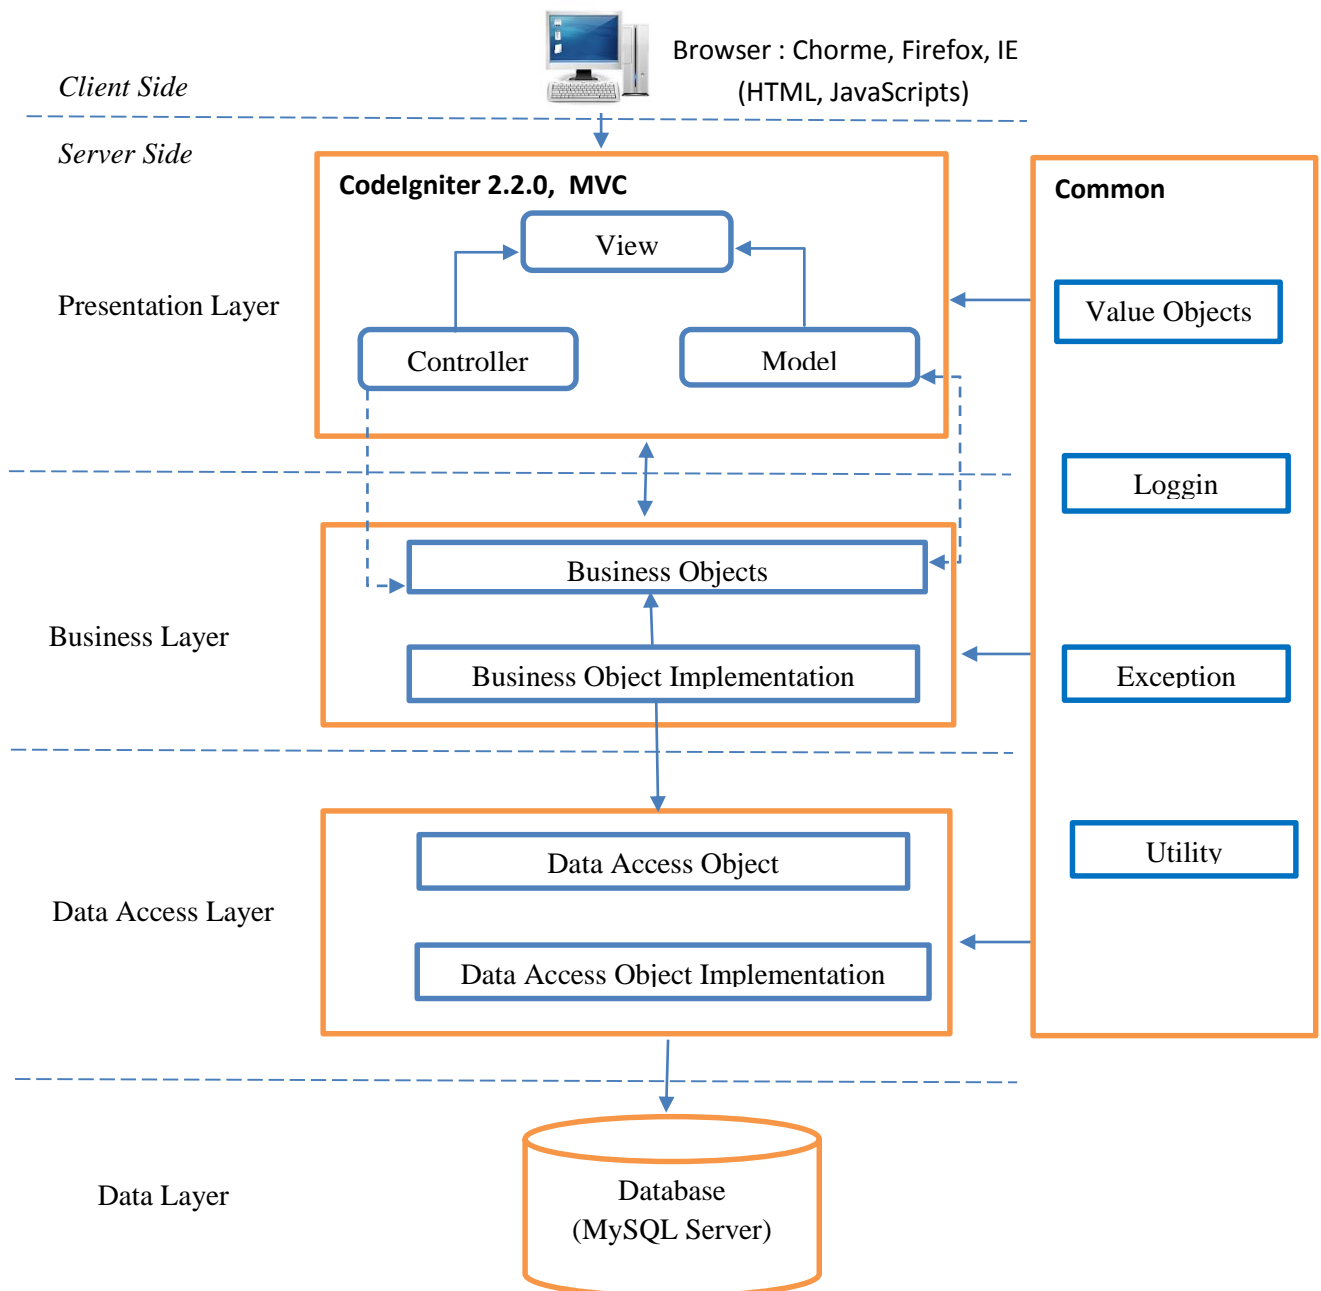 Browser : Chorme, Firefox, IE
(HTML, JavaScripts)
Client Side
Server Side
CodeIgniter 2.2.0, MVC
Common
View
Presentation Layer
Value Objects
Controller
Model
Loggin
Business Objects
Business Layer
Business Object Implementation
Exception
Data Access Object
Utility
Data Access Layer
Data Access Object Implementation
Data Layer
Database
(MySQL Server)